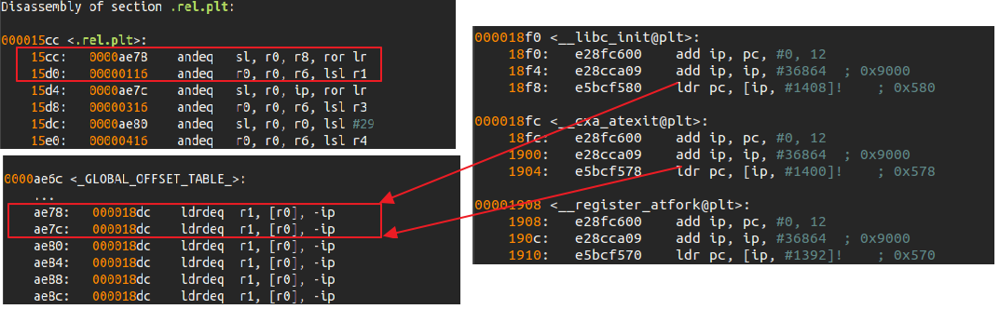 Disassembly of section .rel.plt:
000015cc <.rel.plt>:
15cc: 0000ae78 andeq sl, r0, r8, ror lr
15d0: 00000116 andeq r0, r0, r6, lsl r1
15d4: 0000ae7c andeq sl, r0, ip, ror lr
15d8: 00000316 andeq r0, r0, r6, lsl r3
15dc: 0000ae80 andeq sl, r0, r0, lsl #29
15e0: 00000416 andeq r0, r0, r6, lsl r4
0000ae6c <_GLOBAL_OFFSET_TABLE_>:
...
ae78: 000018dc ldrdeq r1, [r0], -ip
ae7c: 000018dc ldrdeq r1, [r0], -ip
ae80: 000018dc ldrdeq r1, [r0], -ip
ae84: 000018dc ldrdeq r1, [r0], -ip
ae88: 000018dc ldrdeq r1, [r0], -ip
ae8c: 000018dc ldrdeq r1, [r0], -ip
000018f0 <__libc_init@plt>:
18f0: e28fc600 add ip, pc, #0, 12
18f4: e28cca09 add ip, ip, #36864 ; 0x9000
18f8: e5bcf580 ldr pc, [ip, #1408]! ; 0x580
000018fc <__cxa_atexit@plt>:
18fc: e28fc600 add ip, pc, #0, 12
1900: e28cca09 add ip, ip, #36864 ; 0x9000
1904: e5bcf578 ldr pc, [ip, #1400]! ; 0x578
00001908 <__register_atfork@plt>:
1908: e28fc600 add ip, pc, #0, 12
190c: e28cca09 add ip, ip, #36864 ; 0x9000
1910: e5bcf570 ldr pc, [ip, #1392]! ; 0x570